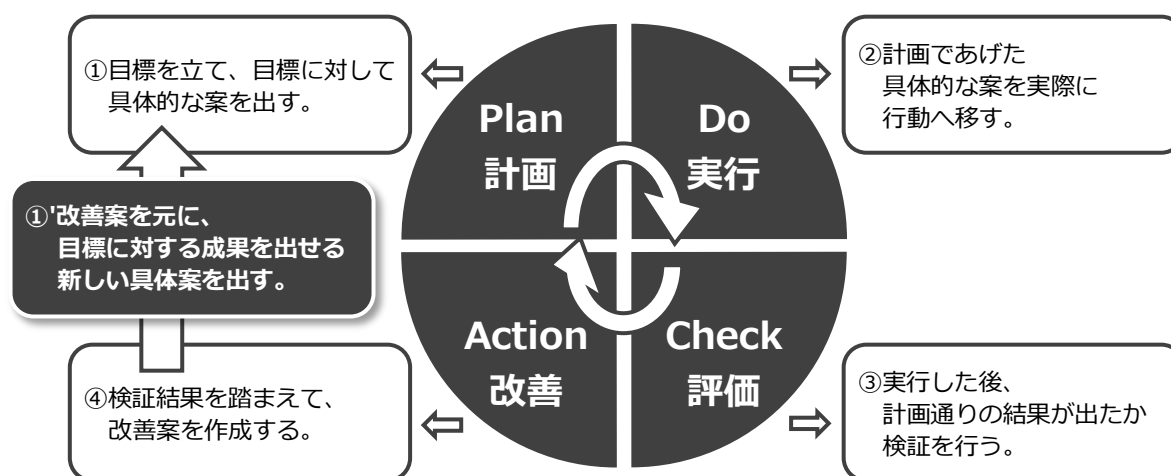 ①目標を立て、目標に対して
具体的な案を出す。
Plan
計画
Do
実行
②計画であげた
具体的な案を実際に
行動へ移す。
①'改善案を元に、
目標に対する成果を出せる
新しい具体案を出す。
Action
改善
Check
評価
④検証結果を踏まえて、
改善案を作成する。
③実行した後、
計画通りの結果が出たか
検証を行う。